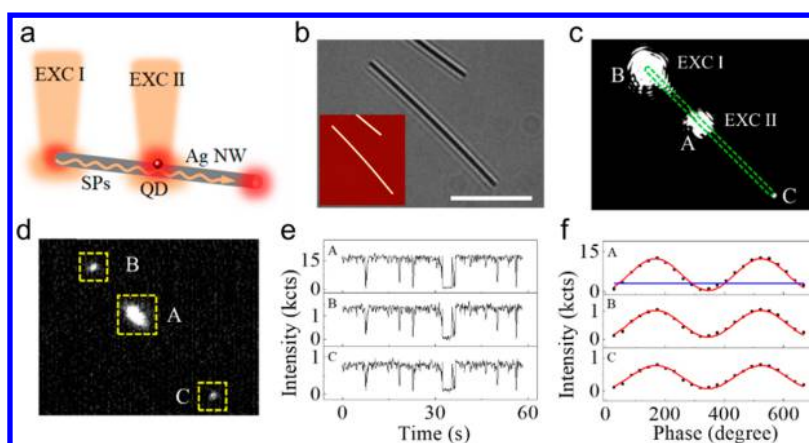 a
EXC I
EXC II
Ag NW
SPs
QD
b
c
EXC I
B
EXC II
A
C
d
B
A
C
e
A
15
0
B
1
0
C
1
0
Intensity (kcts)
0
30
60
Time (s)
f
A
15
0
B
1
0
C
1
0
Intensity (kcts)
0
200
400
600
Phase (degree)